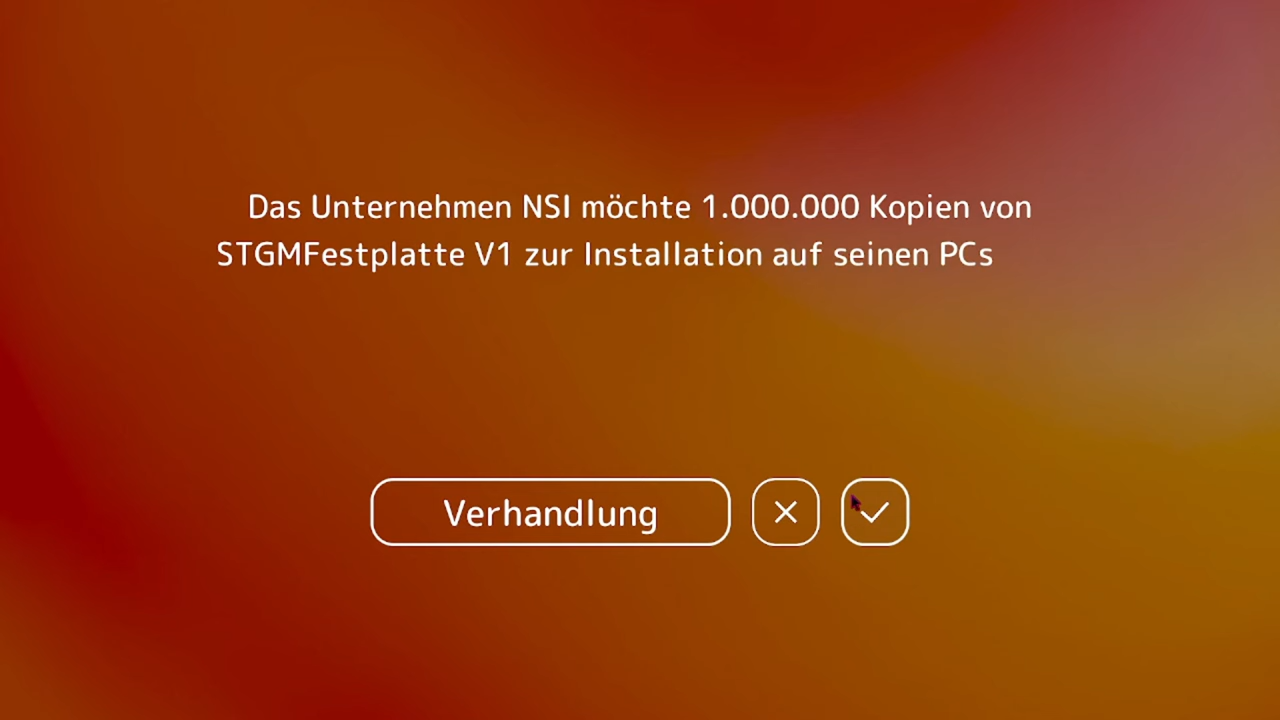 Das Unternehmen NSI möchte 1.000.000 Kopien von
STGMFestplatte V1 zur Installation auf seinen PCs
Verhandlung